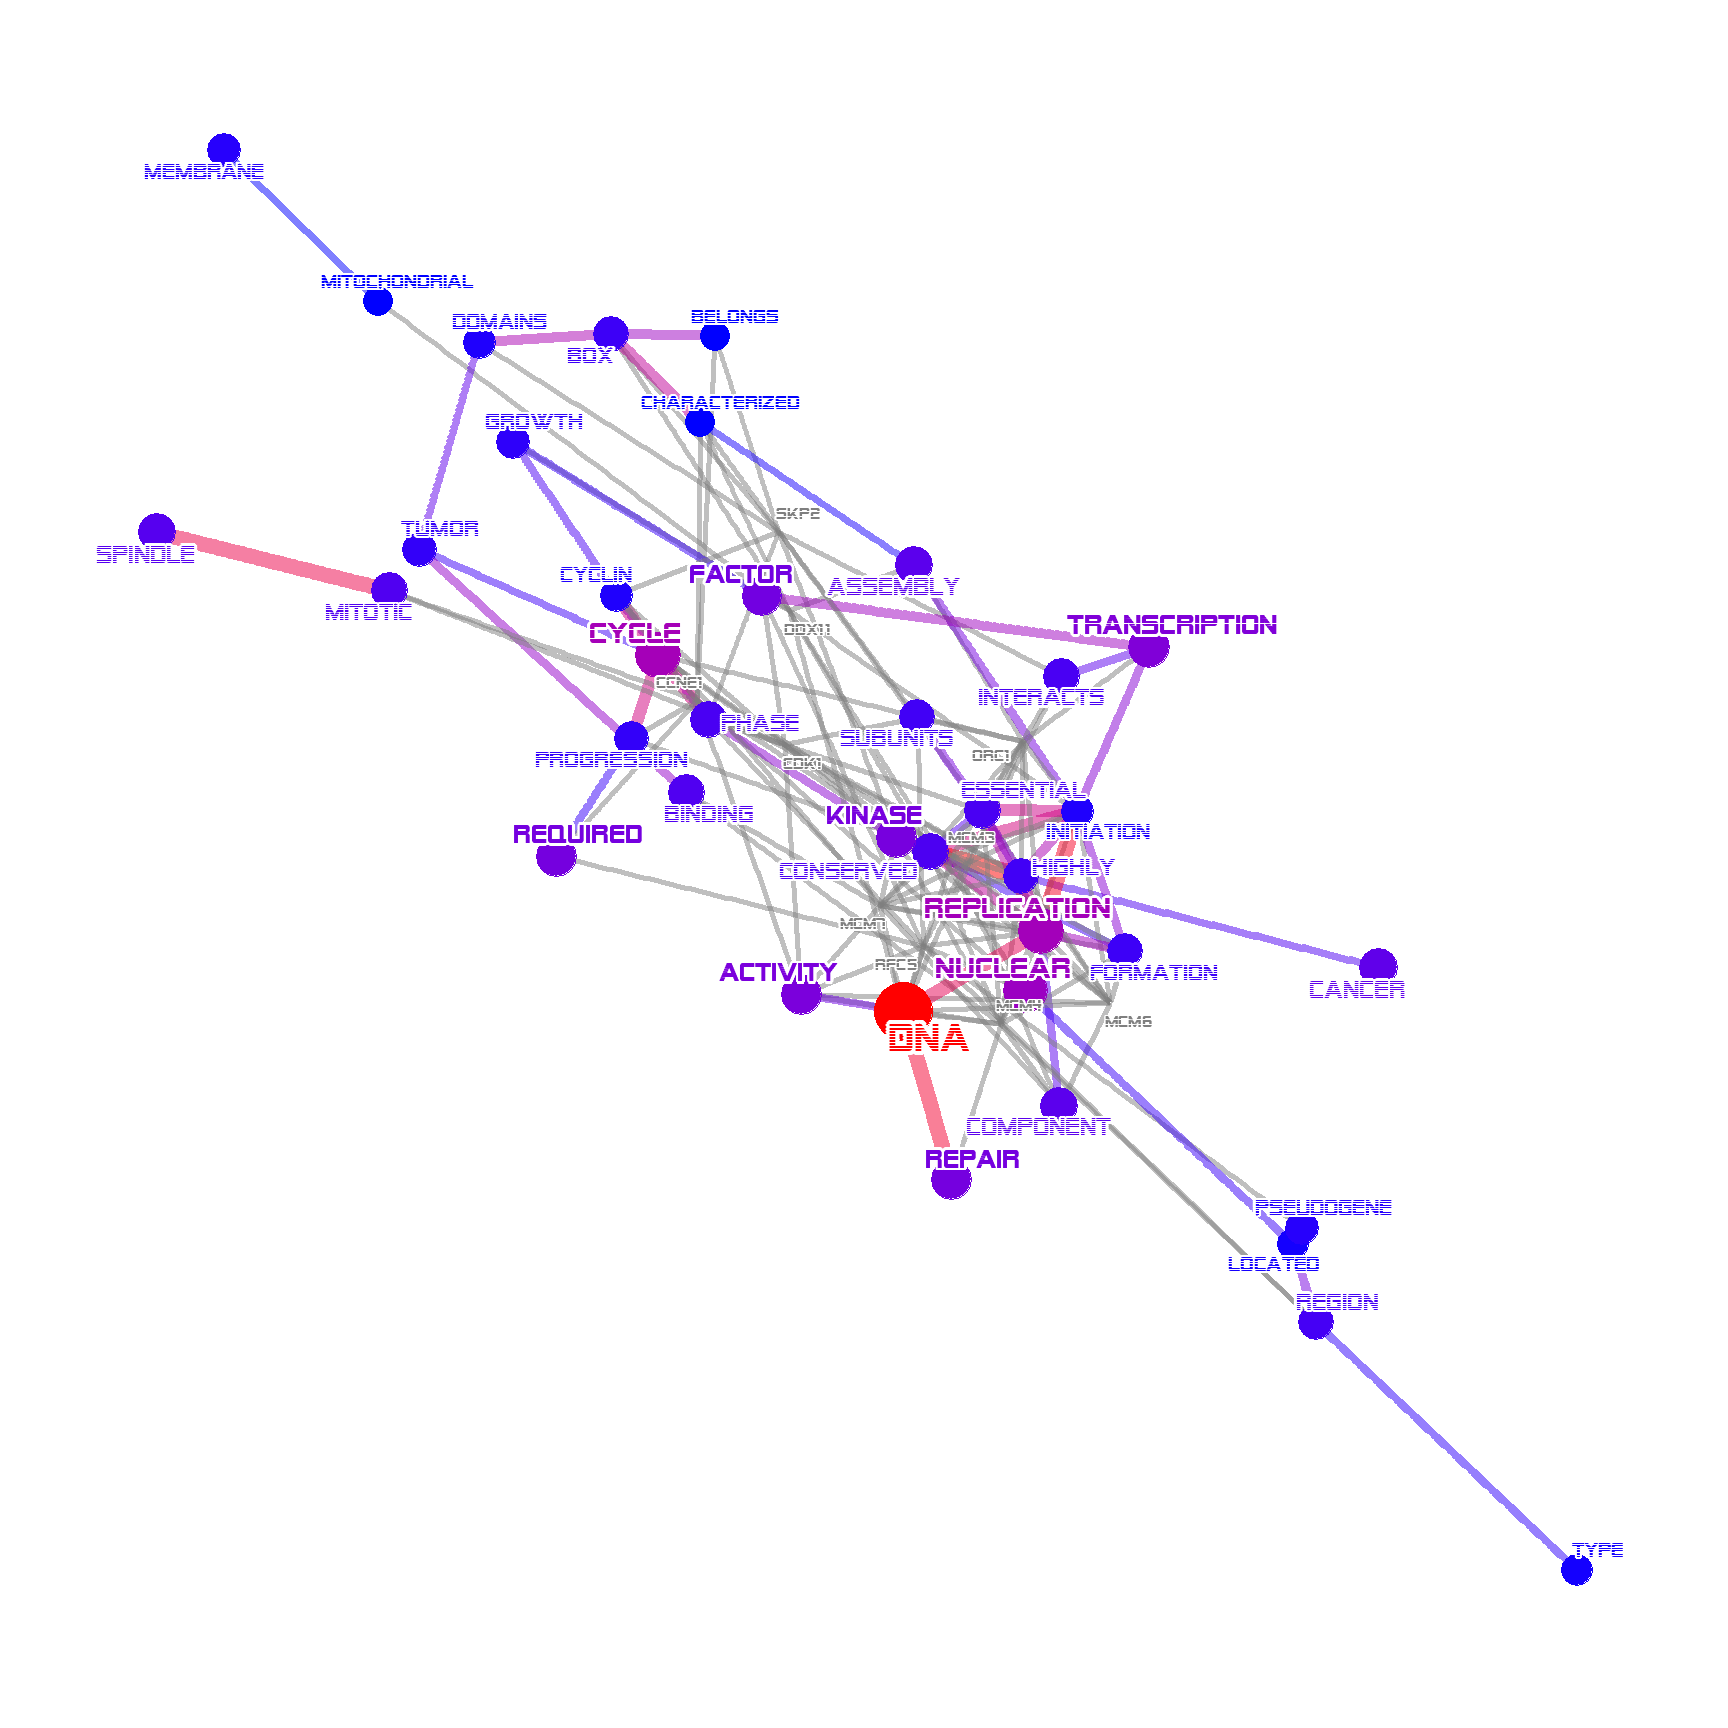 MEMBRANE
MITOCHONDRIAL
DOMAINS
BELONGS
BOX
CHARACTERIZED
GROWTH
SKP2
TUMOR
SPINDLE
CYCLIN
FACTOR
ASSEMBLY
MITOTIC
TRANSCRIPTION
DDX11
CYCLE
CCNE1
INTERACTS
PHASE
SUBUNITS
ORC1
PROGRESSION
CDK1
ESSENTIAL
BINDING
KINASE
REQUIRED
INITIATION
MCM3
CONSERVED
HIGHLY
REPLICATION
MCM7
RFC5
NUCLEAR
ACTIVITY
FORMATION
CANCER
MCM4
MCM6
DNA
COMPONENT
REPAIR
PSEUDOGENE
LOCATED
REGION
TYPE